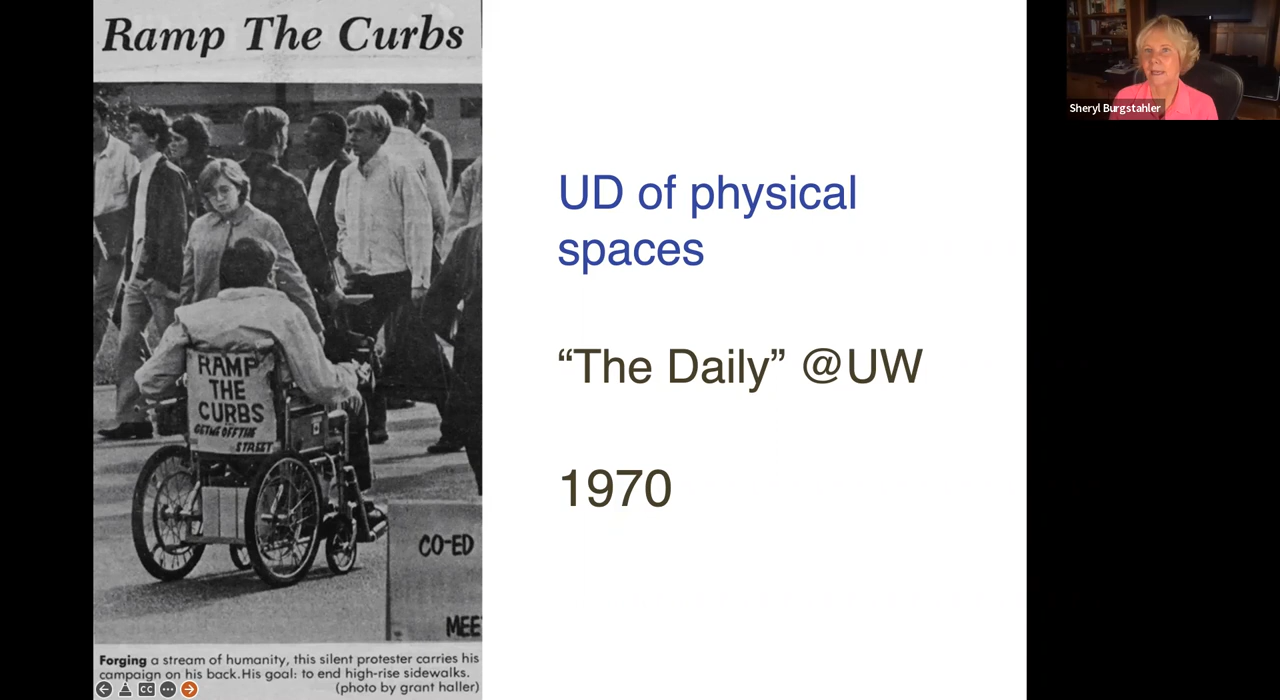 Ramp The Curbs
RAMP
THE
CURBS
GET ME OFF THE
STREET
CO-ED
MEE
Forging a stream of humanity, this silent protester carries his
campaign on his back.His goal: to end high-rise sidewalks.
(photo by grant haller)
CC
UD of physical
spaces
“The Daily” @UW
1970
Sheryl Burgstahler